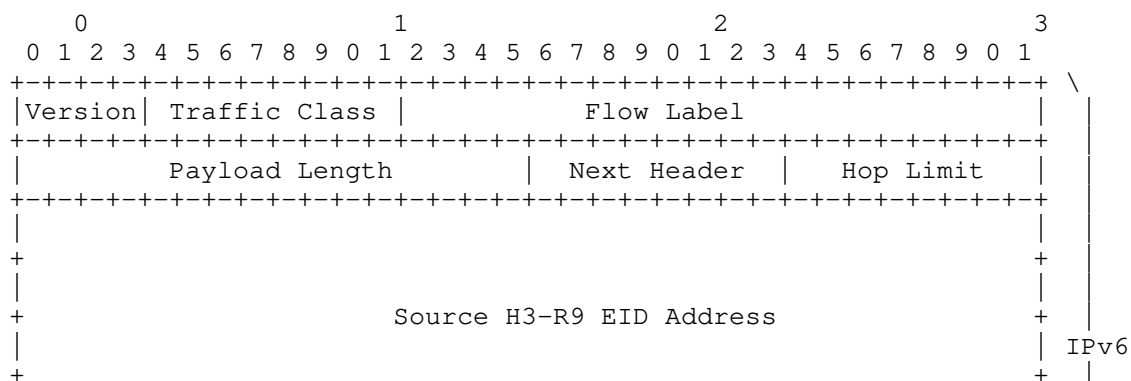 0                   1                   2                   3
 0 1 2 3 4 5 6 7 8 9 0 1 2 3 4 5 6 7 8 9 0 1 2 3 4 5 6 7 8 9 0 1
+-+-+-+-+-+-+-+-+-+-+-+-+-+-+-+-+-+-+-+-+-+-+-+-+-+-+-+-+-+-+-+-+ \
|Version| Traffic Class |           Flow Label                  |  |
+-+-+-+-+-+-+-+-+-+-+-+-+-+-+-+-+-+-+-+-+-+-+-+-+-+-+-+-+-+-+-+-+  |
|         Payload Length        |  Next Header  |   Hop Limit   |  |
+-+-+-+-+-+-+-+-+-+-+-+-+-+-+-+-+-+-+-+-+-+-+-+-+-+-+-+-+-+-+-+-+  |
|                                                               |  |
+                                                               +  |
|                                                               |  |
+                       Source H3-R9 EID Address                +  |
|                                                               | IPv6
+                                                               +  |